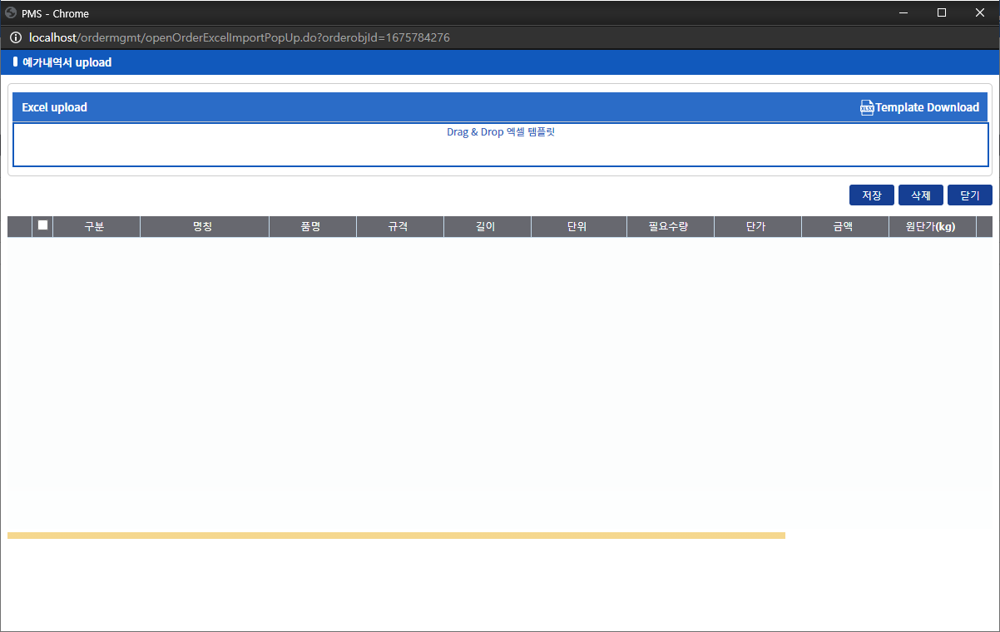 PMS - Chrome
localhost/ordermgmt/openOrderExcelImportPopUp.do?orderobjId=1675784276
예가내역서 upload
Excel upload
XLSX Template Download
Drag & Drop 엑셀 템플릿
저장 삭제 닫기
구분 명칭 품명 규격 길이 단위 필요수량 단가 금액 원단가(kg)